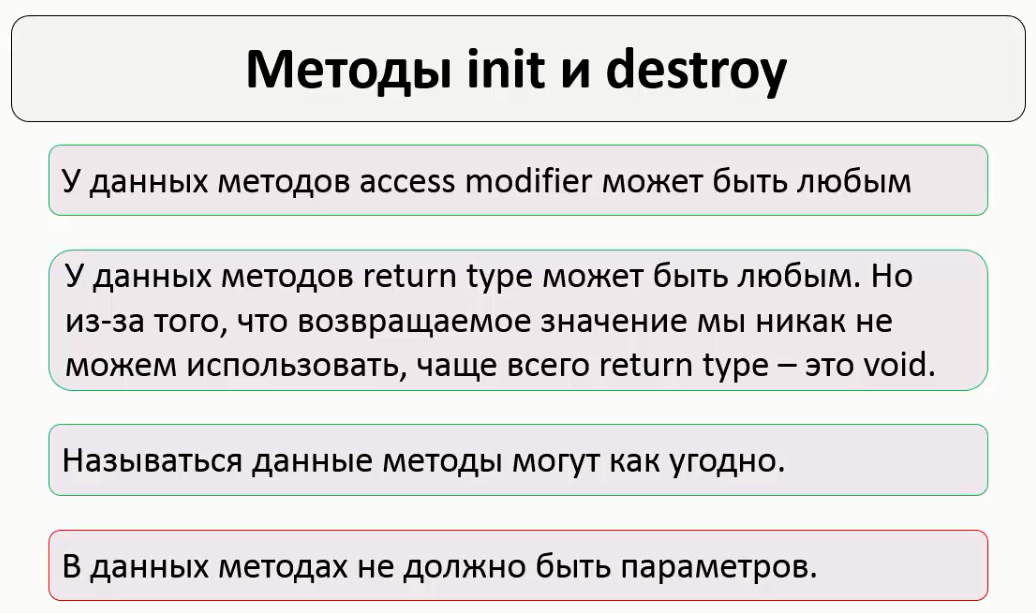 Методы init и destroy
У данных методов access modifier может быть любым
У данных методов return type может быть любым. Но
из-за того, что возвращаемое значение мы никак не
можем использовать, чаще всего return type – это void.
Называться данные методы могут как угодно.
В данных методах не должно быть параметров.